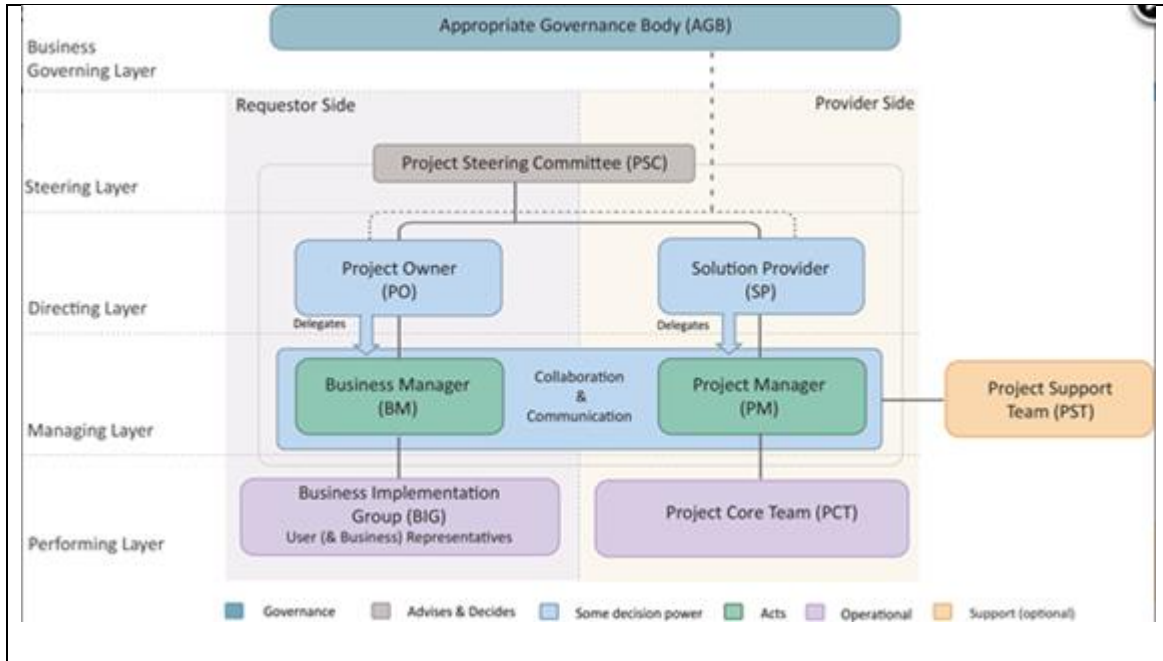 Appropriate Governance Body (AGB)
Business
Governing Layer
Requestor Side
Provider Side
Project Steering Committee (PSC)
Steering Layer
Project Owner
(PO)
Solution Provider
(SP)
Directing Layer
Delegates
Delegates
Business Manager
(BM)
Collaboration
&
Communication
Project Manager
(PM)
Project Support
Team (PST)
Managing Layer
Business Implementation
Group (BIG)
User (& Business) Representatives
Project Core Team (PCT)
Performing Layer
Governance
Advises & Decides
Some decision power
Acts
Operational
Support (optional)